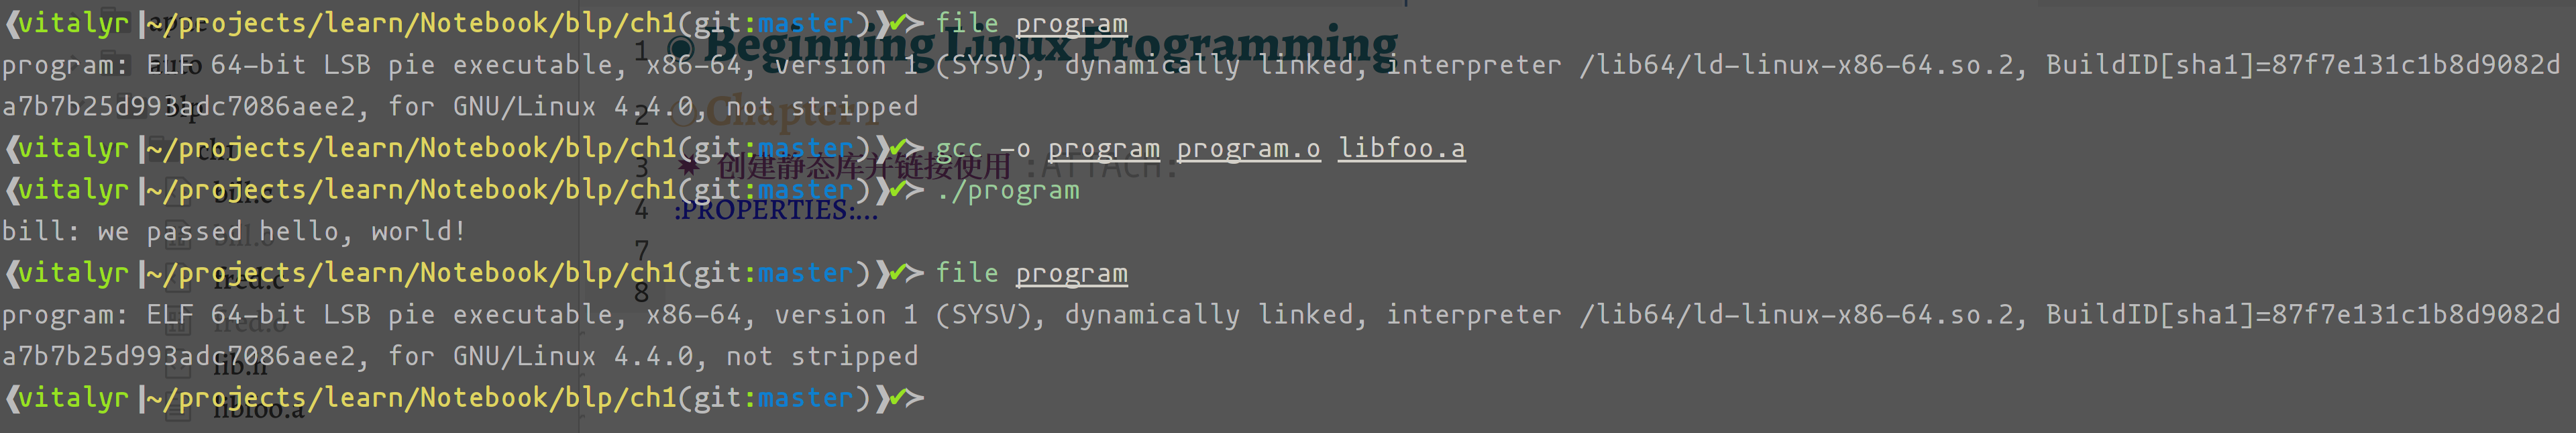 ❰vitalyr|~/projects/learn/Notebook/blp/ch1(git:master)❱✔≻ file program
1 ◉ Beginning Linux Programming
program: ELF 64-bit LSB pie executable, x86-64, version 1 (SYSV), dynamically linked, interpreter /lib64/ld-linux-x86-64.so.2, BuildID[sha1]=87f7e131c1b8d9082d
a7b7b25d993adc7086aee2, for GNU/Linux 4.4.0, not stripped
2 ○ Chapter 1
❰vitalyr|~/projects/learn/Notebook/blp/ch1(git:master)❱✔≻ gcc -o program program.o libfoo.a
3 ✸ 创建静态库并链接使用 :ATTACH:
❰vitalyr|~/projects/learn/Notebook/blp/ch1(git:master)❱✔≻ ./program
4 :PROPERTIES:...
bill: we passed hello, world!
7
❰vitalyr|~/projects/learn/Notebook/blp/ch1(git:master)❱✔≻ file program
8
fred.c
program: ELF 64-bit LSB pie executable, x86-64, version 1 (SYSV), dynamically linked, interpreter /lib64/ld-linux-x86-64.so.2, BuildID[sha1]=87f7e131c1b8d9082d
fred.o
a7b7b25d993adc7086aee2, for GNU/Linux 4.4.0, not stripped
lib.h
❰vitalyr|~/projects/learn/Notebook/blp/ch1(git:master)❱✔≻
libfoo.a